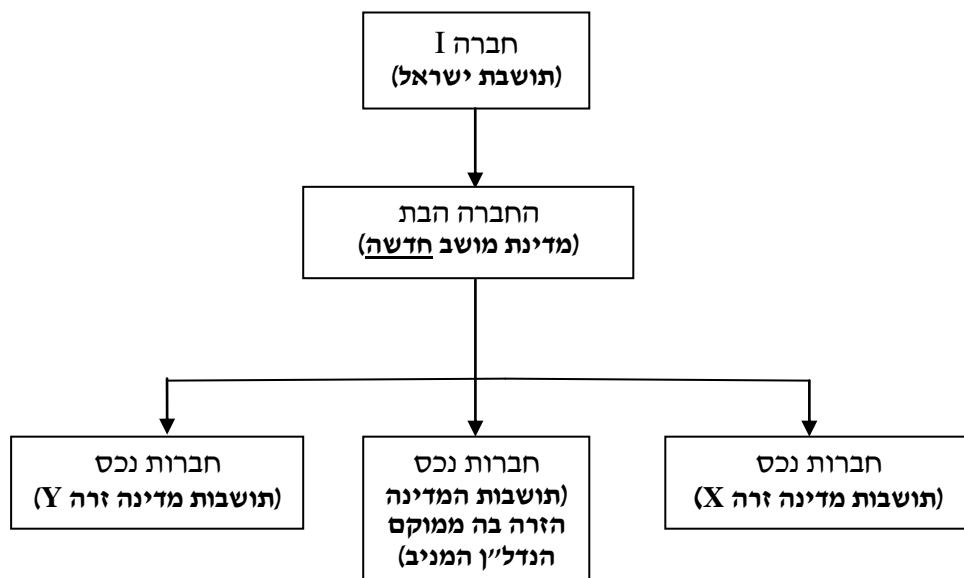 חברה I
(תושבת ישראל)
החברה הבת
(מדינת מושב חדשה)
חברות נכס
(תושבות מדינה זרה Y)
חברות נכס
(תושבות המדינה
הזרה בה ממוקם
הנדל״ן המניב)
חברות נכס
(תושבות מדינה זרה X)